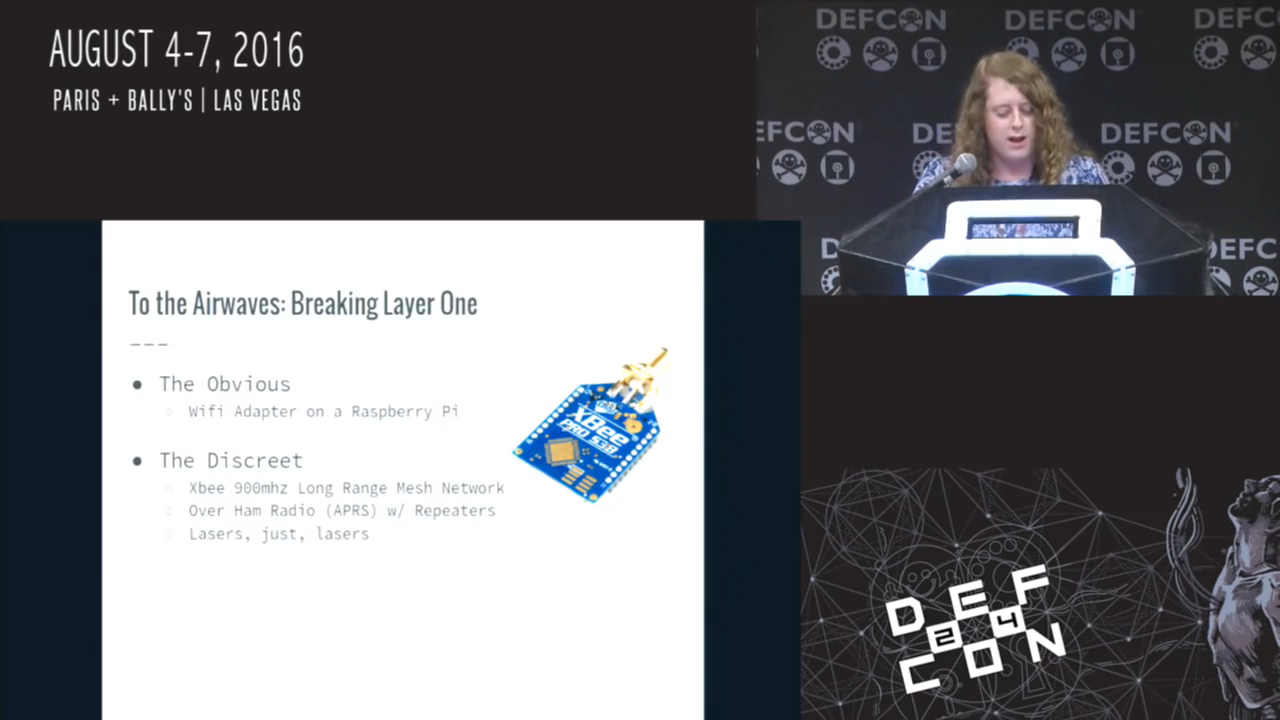 AUGUST 4-7, 2016
PARIS + BALLY'S | LAS VEGAS
DEFCON DEFCON DEFCON
DEFCON DEFCON
To the Airwaves: Breaking Layer One
The Obvious
Wifi Adapter on a Raspberry Pi
The Discreet
Xbee 900mhz Long Range Mesh Network
Over Ham Radio (APRS) w/ Repeaters
Lasers, just, lasers
XBee
PRO S3B
DEF
24
CON